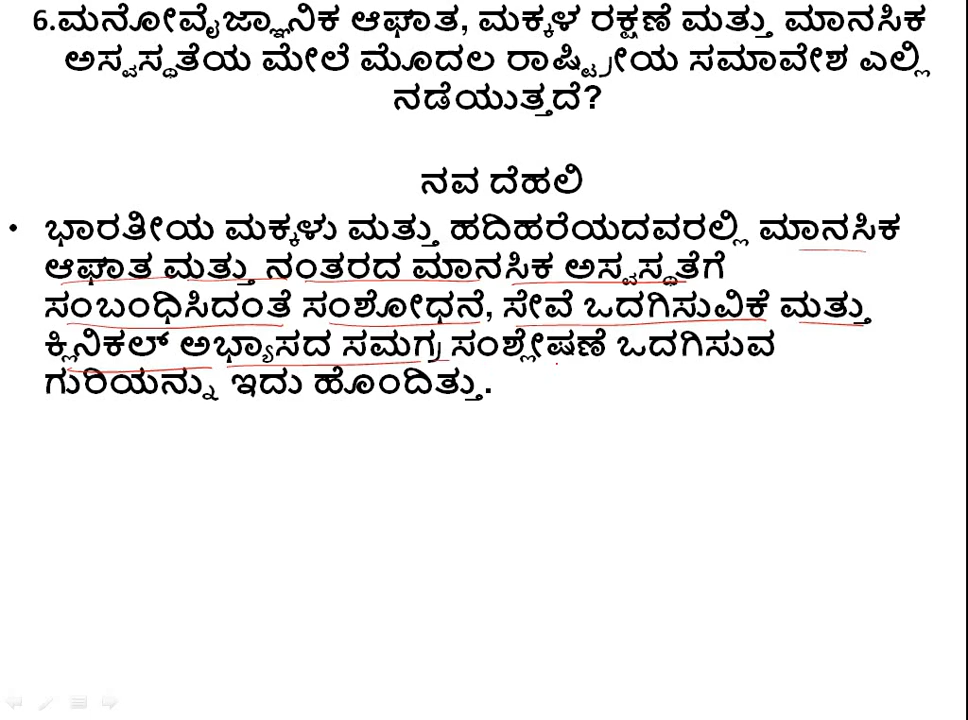 6.ಮನೋವೈಜ್ಞಾನಿಕ ಆಘಾತ, ಮಕ್ಕಳ ರಕ್ಷಣೆ ಮತ್ತು ಮಾನಸಿಕ
ಅಸ್ವಸ್ಥತೆಯ ಮೇಲೆ ಮೊದಲ ರಾಷ್ಟ್ರೀಯ ಸಮಾವೇಶ ಎಲ್ಲಿ
ನಡೆಯುತ್ತದೆ?
ನವ ದೆಹಲಿ
• ಭಾರತೀಯ ಮಕ್ಕಳು ಮತ್ತು ಹದಿಹರೆಯದವರಲ್ಲಿ ಮಾನಸಿಕ
ಆಘಾತ ಮತ್ತು ನಂತರದ ಮಾನಸಿಕ ಅಸ್ವಸ್ಥತೆಗೆ
ಸಂಬಂಧಿಸಿದಂತೆ ಸಂಶೋಧನೆ, ಸೇವೆ ಒದಗಿಸುವಿಕೆ ಮತ್ತು
ಕ್ಲಿನಿಕಲ್ ಅಭ್ಯಾಸದ ಸಮಗ್ರ ಸಂಶ್ಲೇಷಣೆ ಒದಗಿಸುವ
ಗುರಿಯನ್ನು ಇದು ಹೊಂದಿತ್ತು.